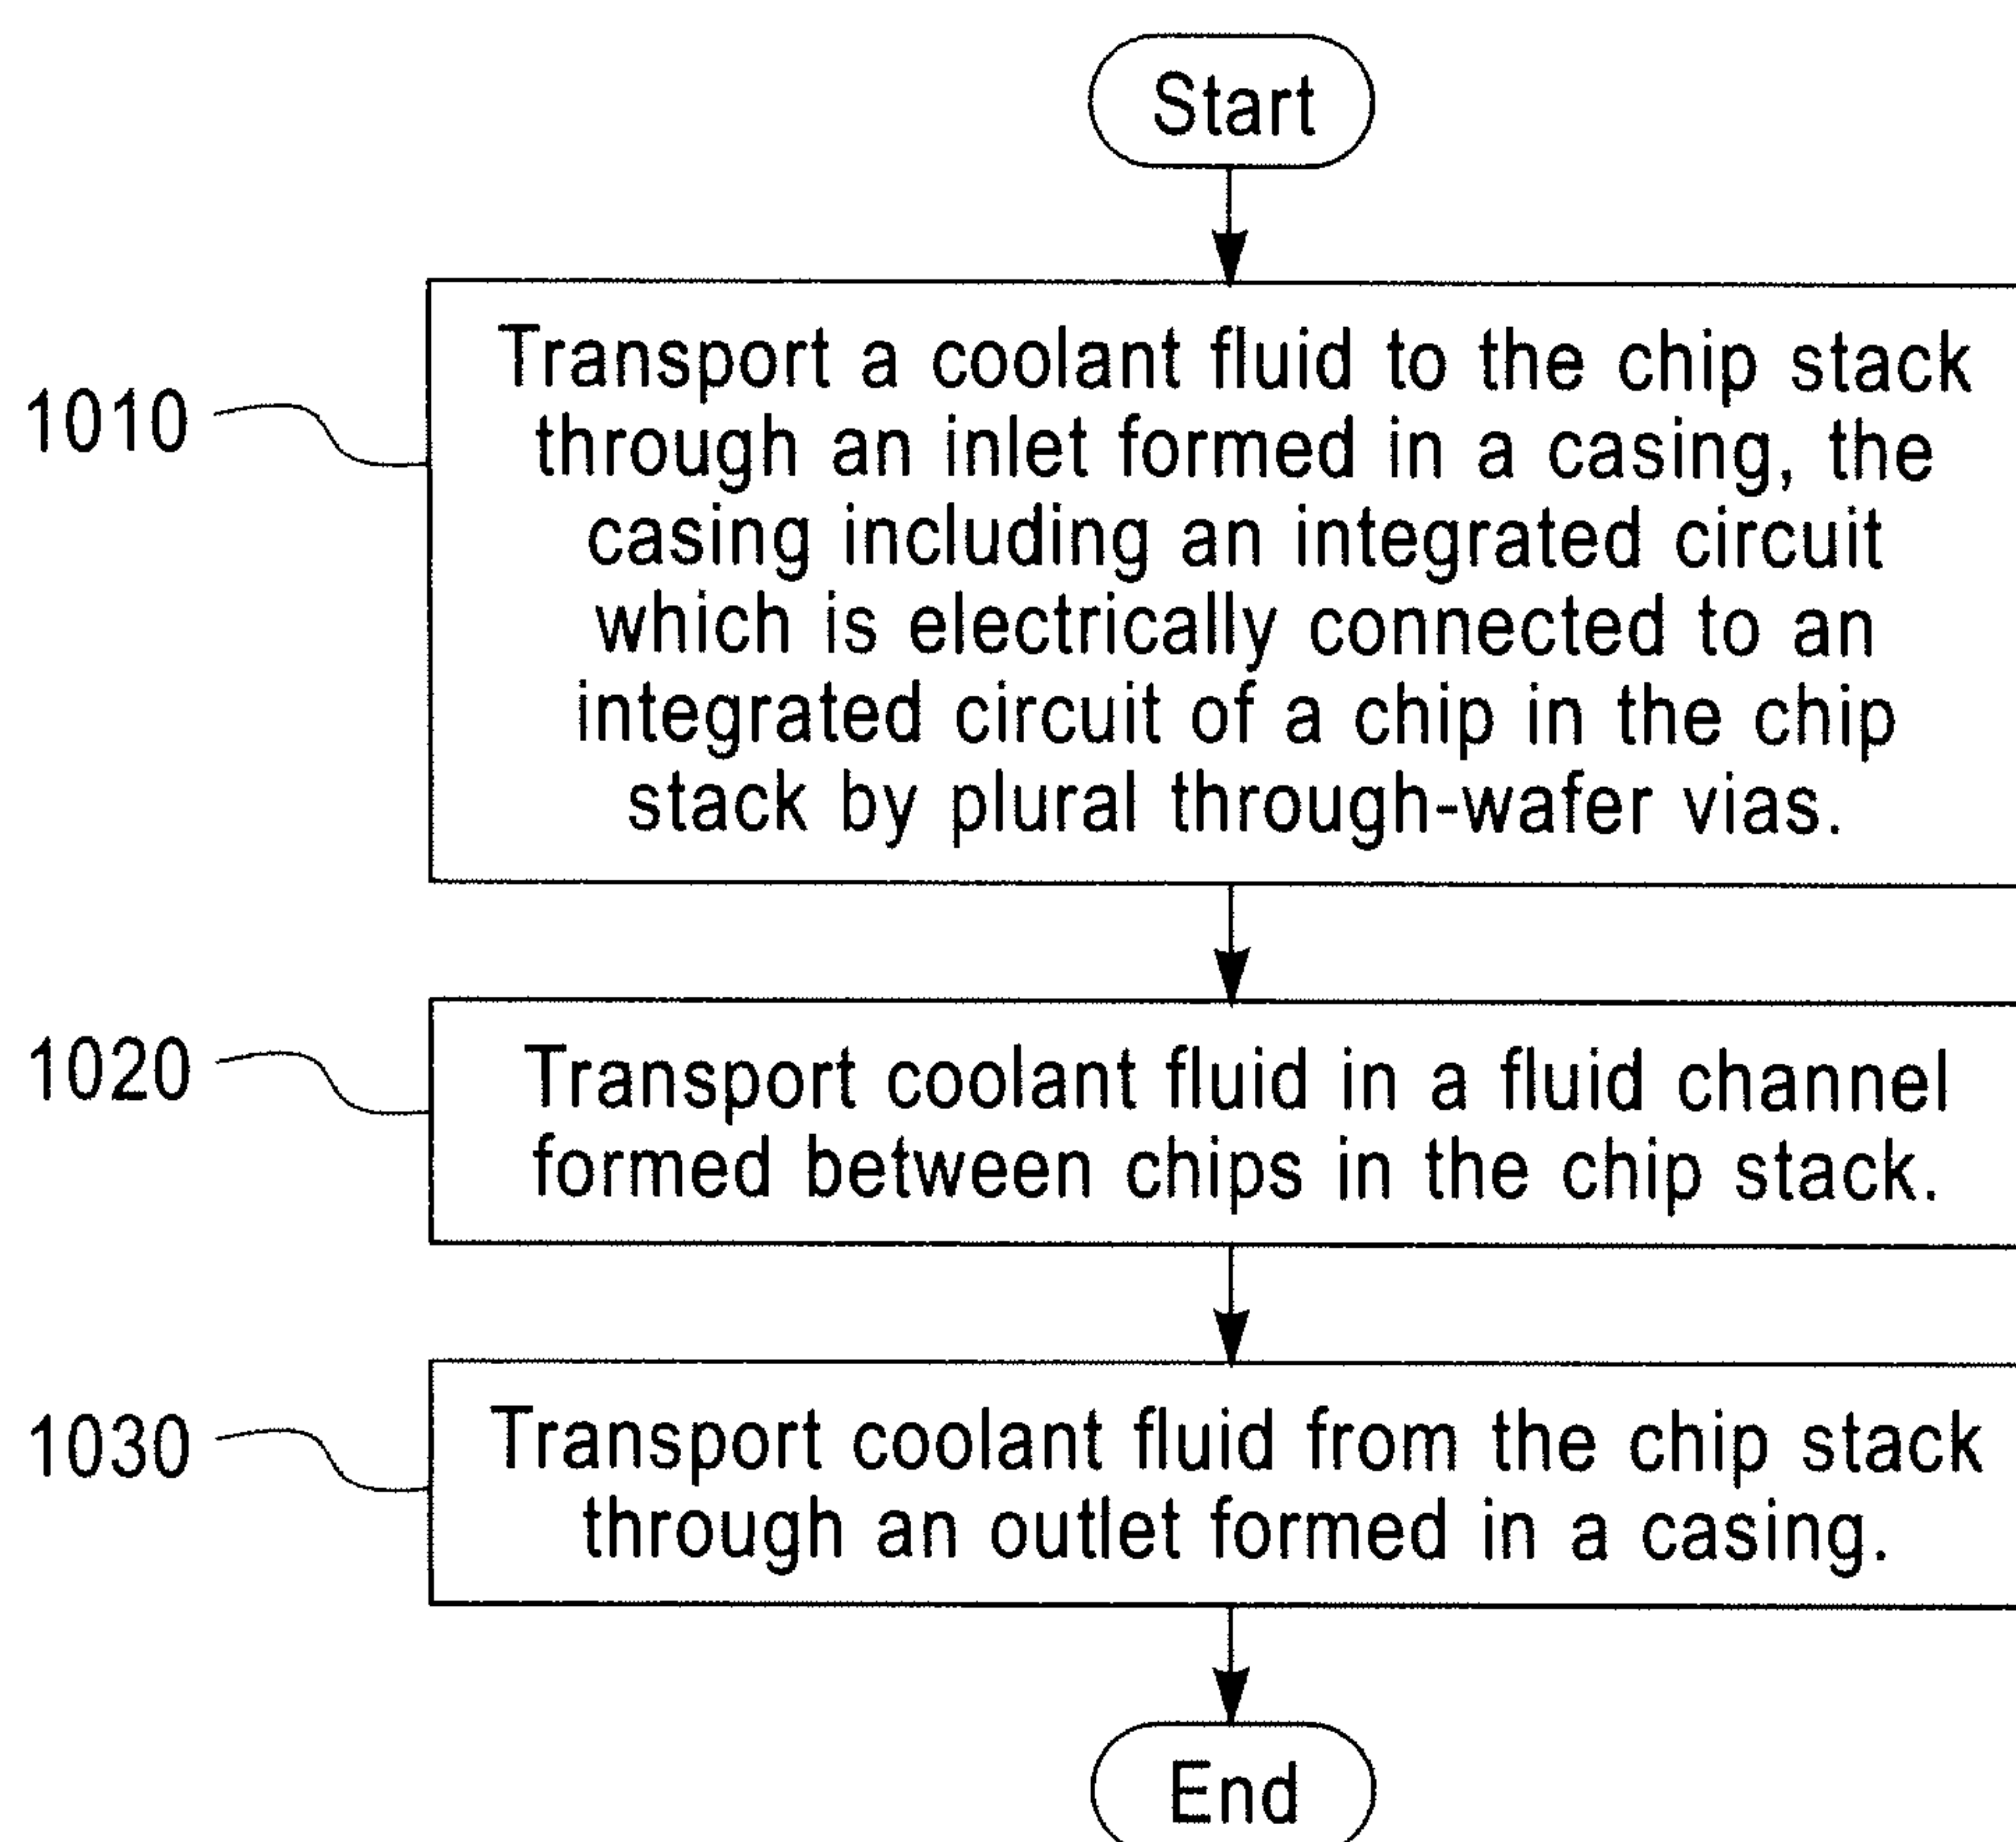 Start
1010
Transport a coolant fluid to the chip stack
through an inlet formed in a casing, the
casing including an integrated circuit
which is electrically connected to an
integrated circuit of a chip in the chip
stack by plural through-wafer vias.
1020
Transport coolant fluid in a fluid channel
formed between chips in the chip stack.
1030
Transport coolant fluid from the chip stack
through an outlet formed in a casing.
End